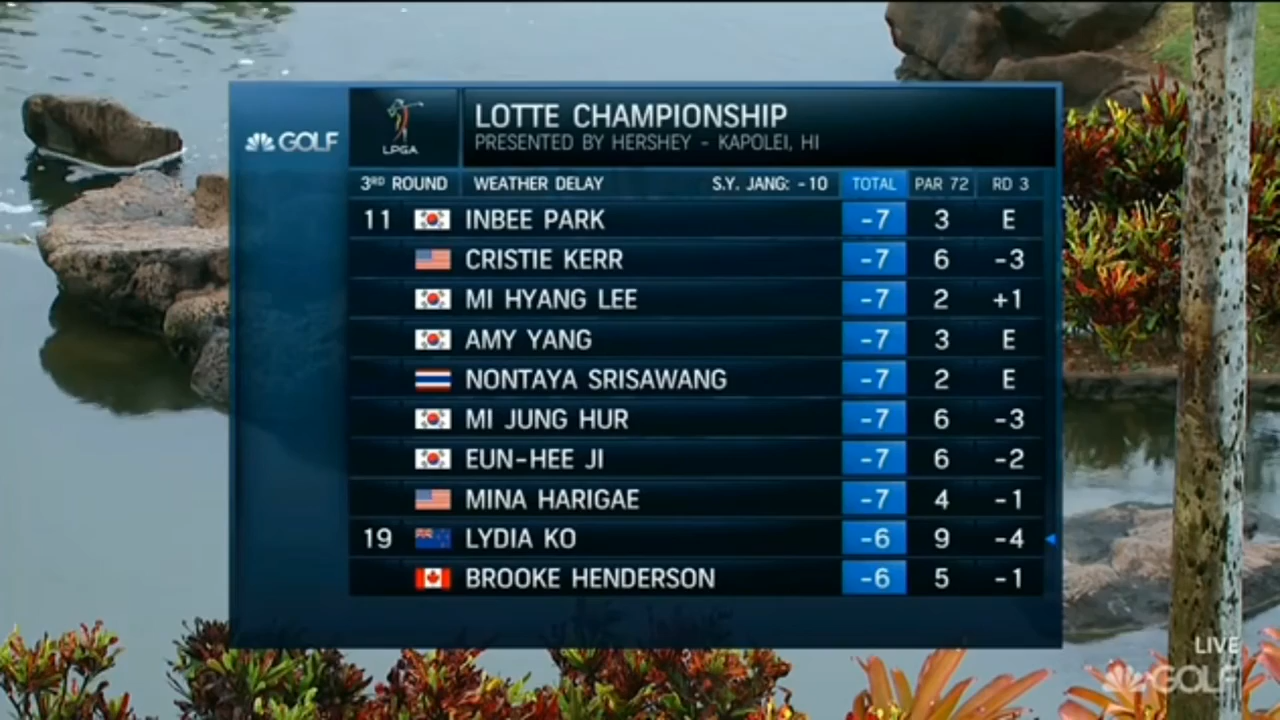 GOLF
LPGA
LOTTE CHAMPIONSHIP
PRESENTED BY HERSHEY - KAPOLEI, HI
3RD ROUND WEATHER DELAY S.Y. JANG: -10 TOTAL PAR 72 RD 3
11 INBEE PARK -7 3 E
CRISTIE KERR -7 6 -3
MI HYANG LEE -7 2 +1
AMY YANG -7 3 E
NONTAYA SRISAWANG -7 2 E
MI JUNG HUR -7 6 -3
EUN-HEE JI -7 6 -2
MINA HARIGAE -7 4 -1
19 LYDIA KO -6 9 -4
BROOKE HENDERSON -6 5 -1
LIVE
GOLF